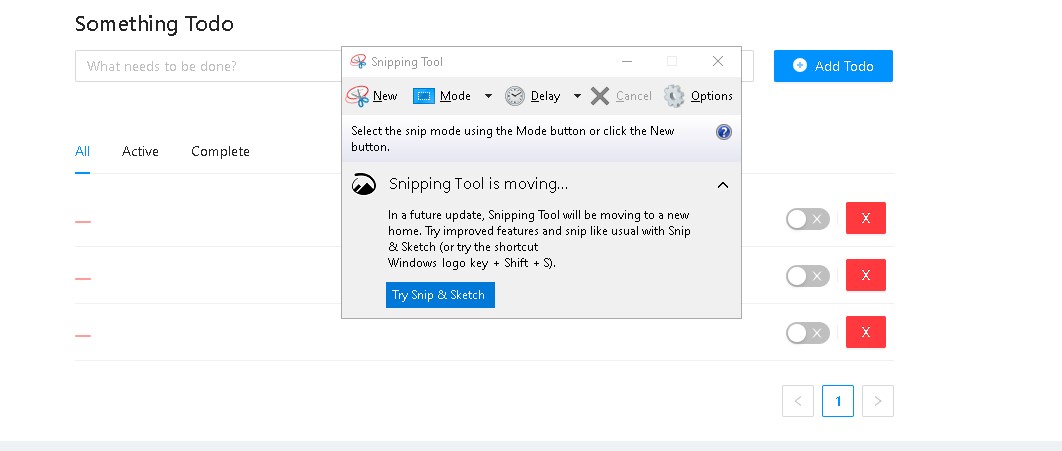 Something Todo
What needs to be done?
Add Todo
Snipping Tool
New Mode Delay Cancel Options
Select the snip mode using the Mode button or click the New
button.
Snipping Tool is moving...
In a future update, Snipping Tool will be moving to a new
home. Try improved features and snip like usual with Snip
& Sketch (or try the shortcut
Windows logo key + Shift + S).
Try Snip & Sketch
All Active Complete
X
X
X
1